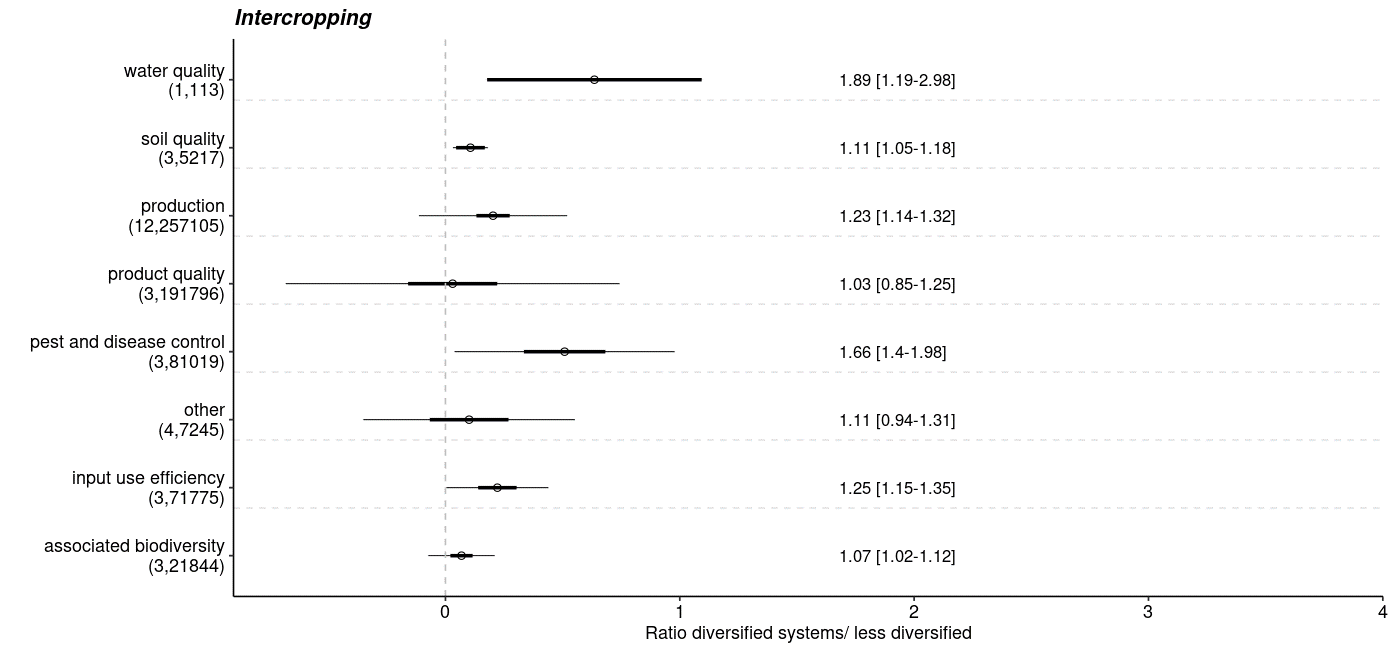 Intercropping
water quality
(1,113)
1.89 [1.19-2.98]
soil quality
(3,5217)
1.11 [1.05-1.18]
production
(12,257105)
1.23 [1.14-1.32]
product quality
(3,191796)
1.03 [0.85-1.25]
pest and disease control
(3,81019)
1.66 [1.4-1.98]
other
(4,7245)
1.11 [0.94-1.31]
input use efficiency
(3,71775)
1.25 [1.15-1.35]
associated biodiversity
(3,21844)
1.07 [1.02-1.12]
0 1 2 3 4
Ratio diversified systems/ less diversified